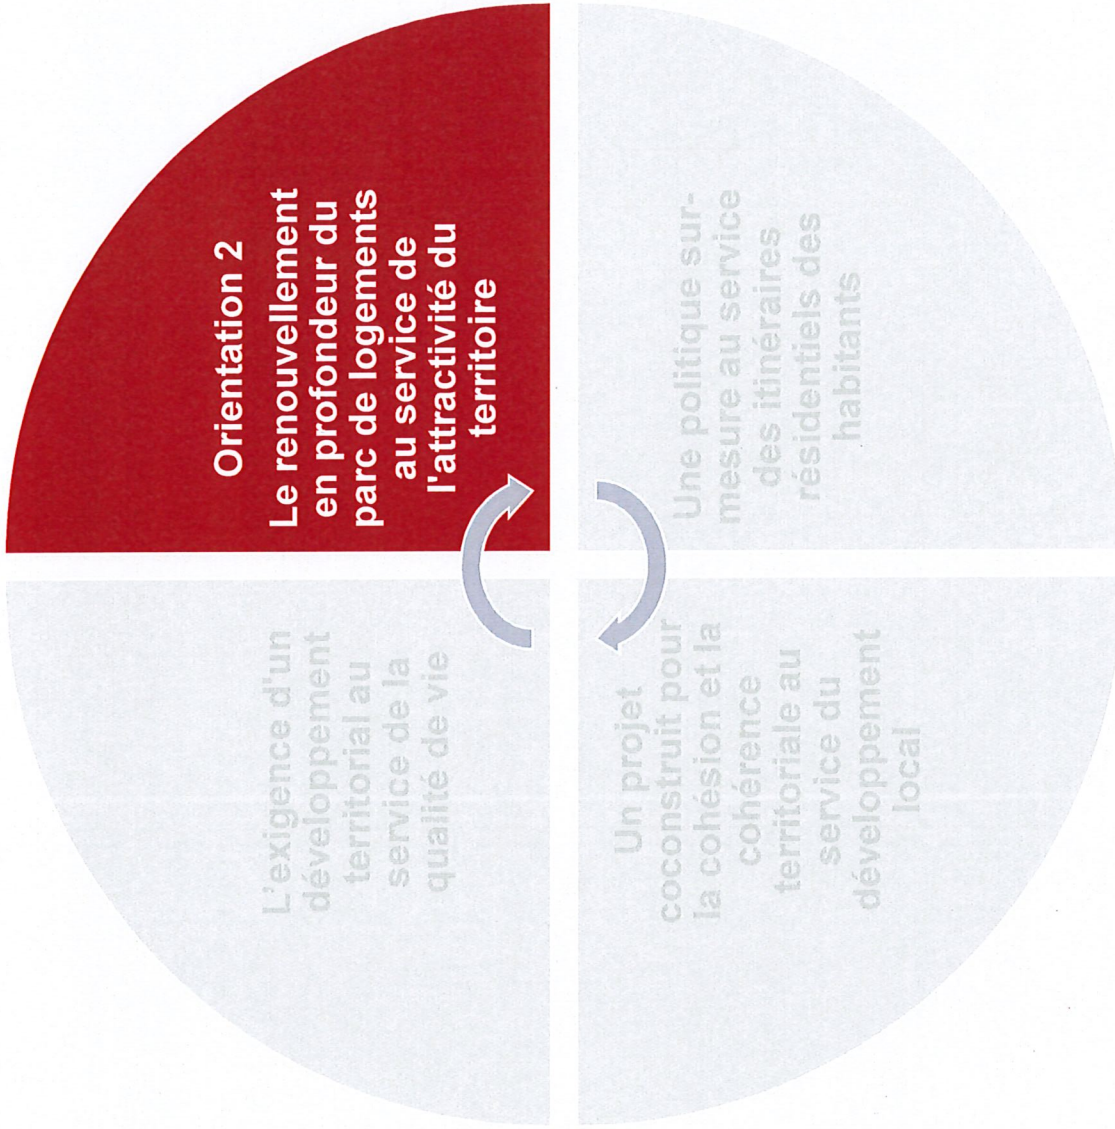 L'exigence d'un
développement
territorial au
service de la
qualité de vie
Orientation 2
Le renouvellement
en profondeur du
parc de logements
au service de
l'attractivité du
territoire
Un projet
coconstruit pour
la cohésion et la
cohérence
territoriale au
service du
développement
local
Une politique sur-
mesure au service
des itinéraires
résidentiels des
habitants